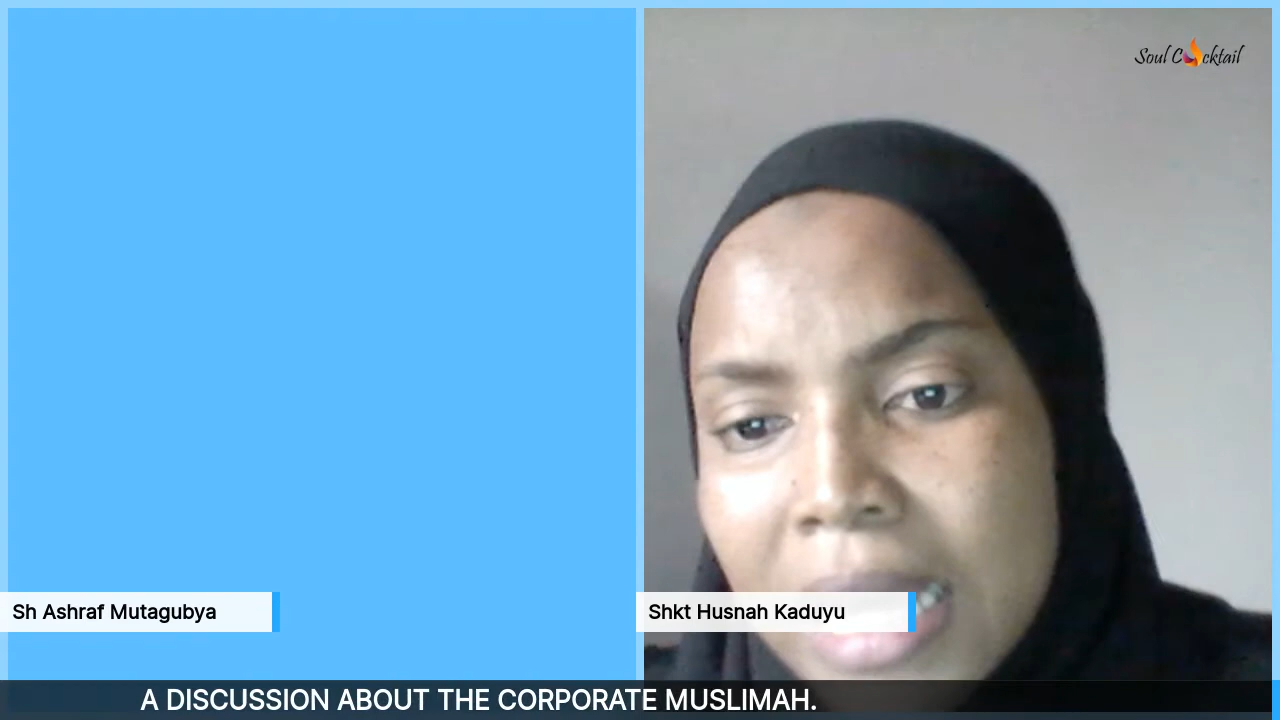 Soul Cocktail
Sh Ashraf Mutagubya
Shkt Husnah Kaduyu
A DISCUSSION ABOUT THE CORPORATE MUSLIMAH.